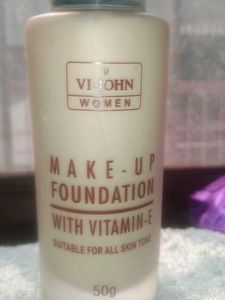 VI-JOHN
WOMEN
MAKE-UP
FOUNDATION
WITH VITAMIN-E
SUITABLE FOR ALL SKIN TONE
50g